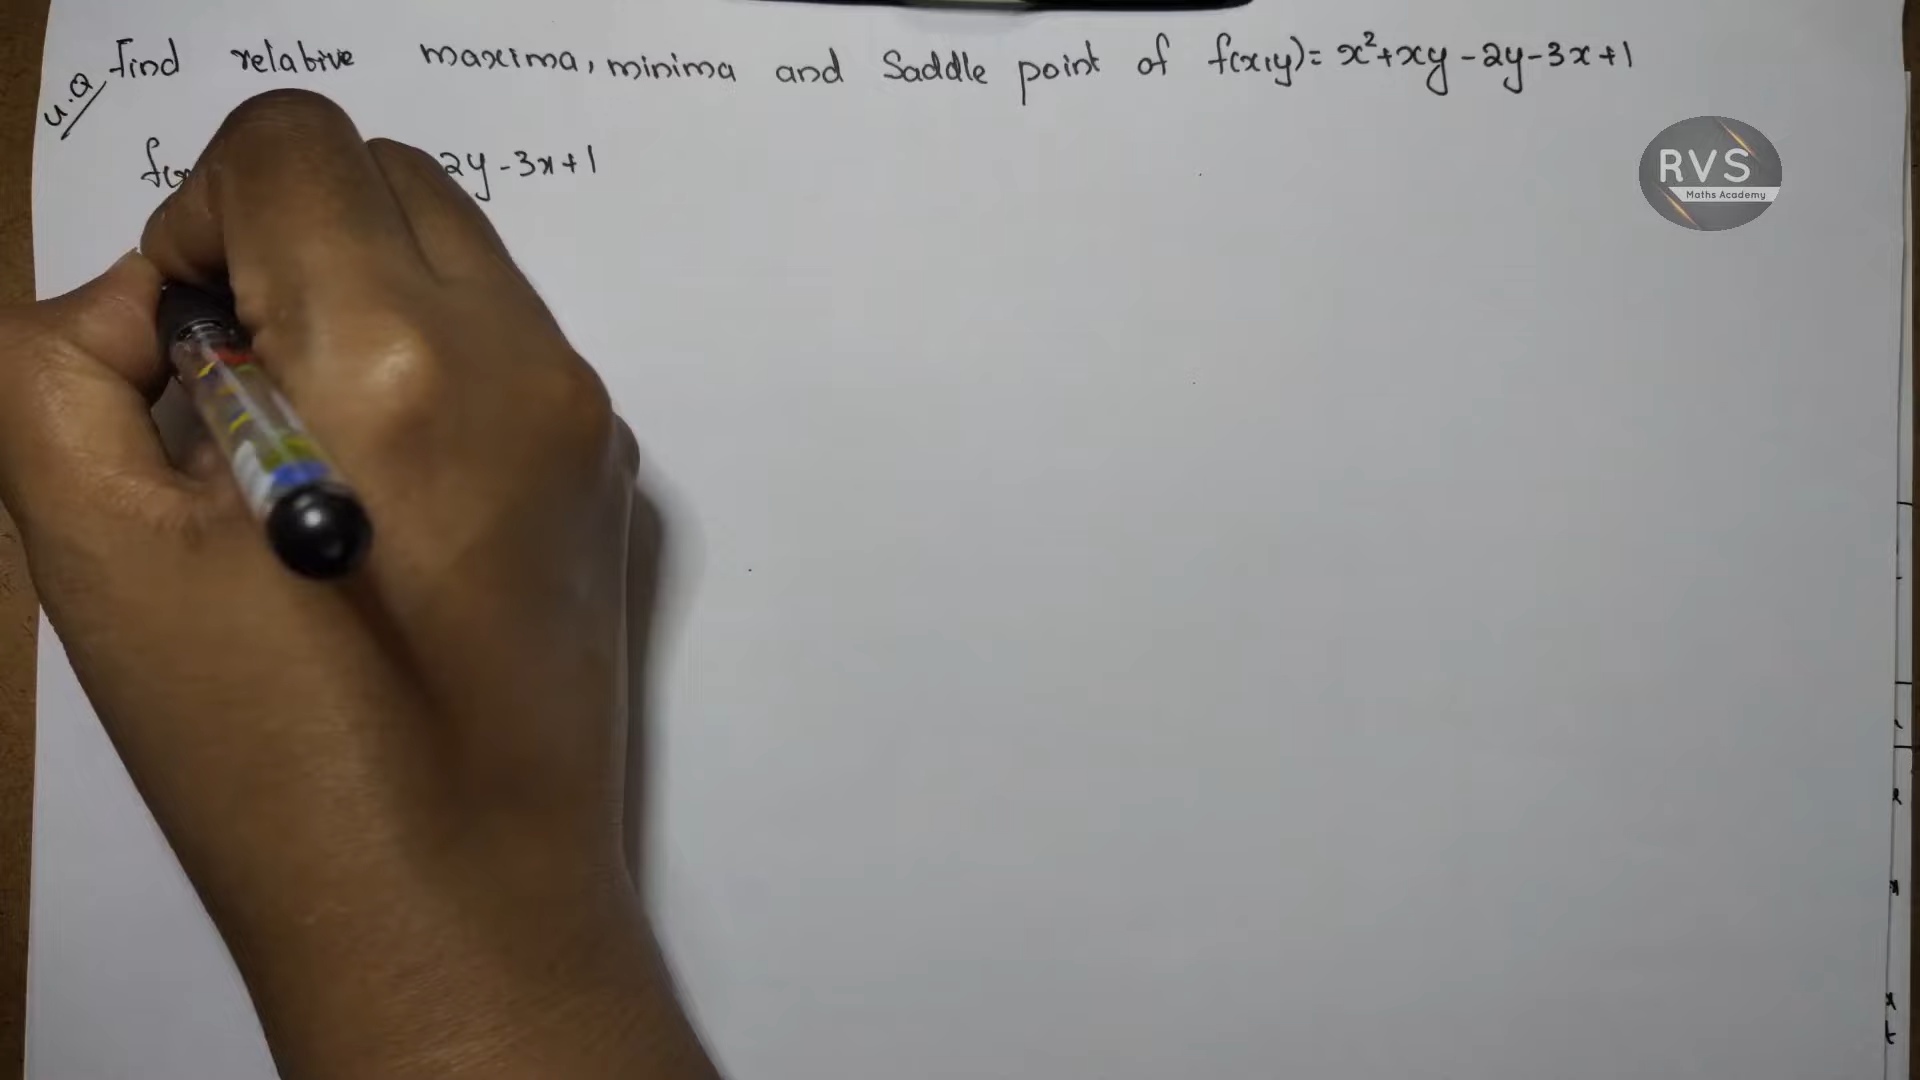 U.Q Find relative maxima, minima and Saddle point of f(x,y)= x²+xy-2y-3x+1
f(x 2y-3x+1
RVS
Maths Academy